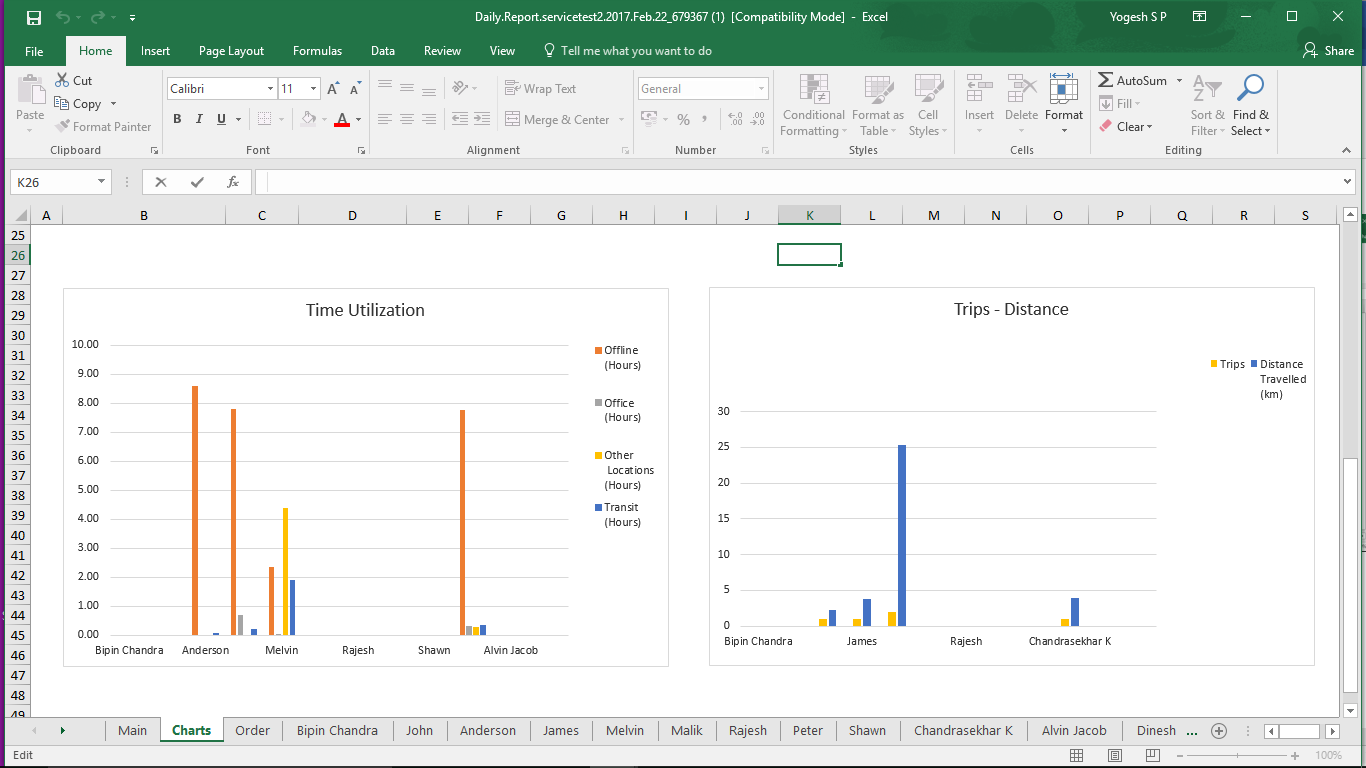 Daily.Report.servicetest2.2017.Feb.22_679367 (1) [Compatibility Mode] - Excel
Yogesh S P
File Home Insert Page Layout Formulas Data Review View Tell me what you want to do Share
Paste
Cut
Copy
Format Painter
Clipboard
Calibri 11
B I U A
Font
Wrap Text
Merge & Center
Alignment
General
% ,
Number
Conditional Formatting
Format as Table
Cell Styles
Styles
Insert Delete Format
Cells
AutoSum
Fill
Clear
Sort & Filter
Find & Select
Editing
K26 fx
A B C D E F G H I J K L M N O P Q R S
25
26
27
28
29
30
31
32
33
34
35
36
37
38
39
40
41
42
43
44
45
46
47
48
49
Time Utilization
10.00
9.00
8.00
7.00
6.00
5.00
4.00
3.00
2.00
1.00
0.00
Bipin Chandra Anderson Melvin Rajesh Shawn Alvin Jacob
Offline
(Hours)
Office
(Hours)
Other
Locations
(Hours)
Transit
(Hours)
Trips - Distance
Trips Distance
Travelled
(km)
30
25
20
15
10
5
0
Bipin Chandra James Rajesh Chandrasekhar K
Main Charts Order Bipin Chandra John Anderson James Melvin Malik Rajesh Peter Shawn Chandrasekhar K Alvin Jacob Dinesh ...
Edit 100%